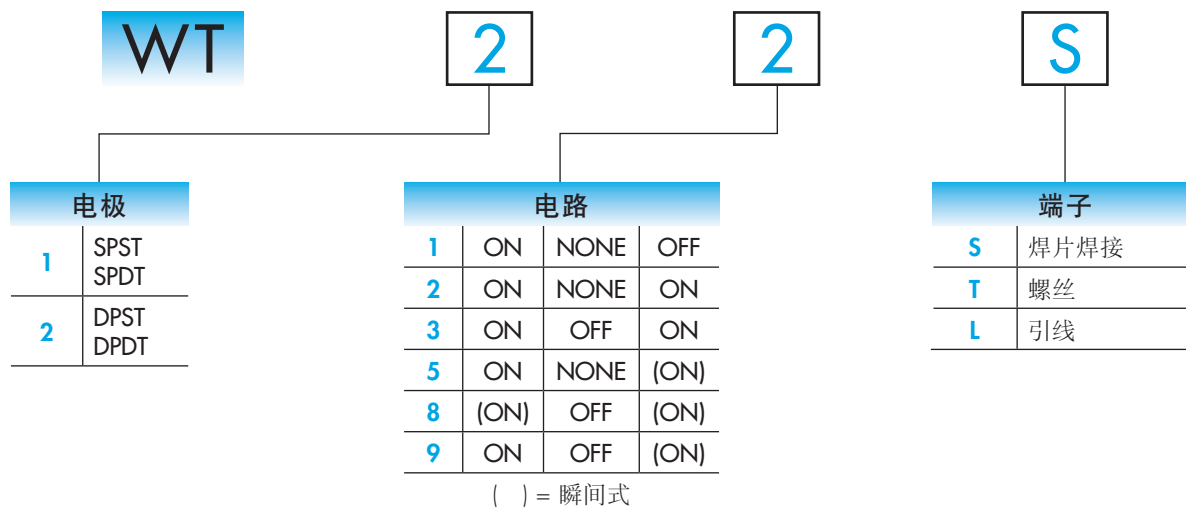 WT 2 2 S
电极
1 SPST
SPDT
2 DPST
DPDT
电路
1 ON NONE OFF
2 ON NONE ON
3 ON OFF ON
5 ON NONE (ON)
8 (ON) OFF (ON)
9 ON OFF (ON)
( ) = 瞬间式
端子
S 焊片焊接
T 螺丝
L 引线